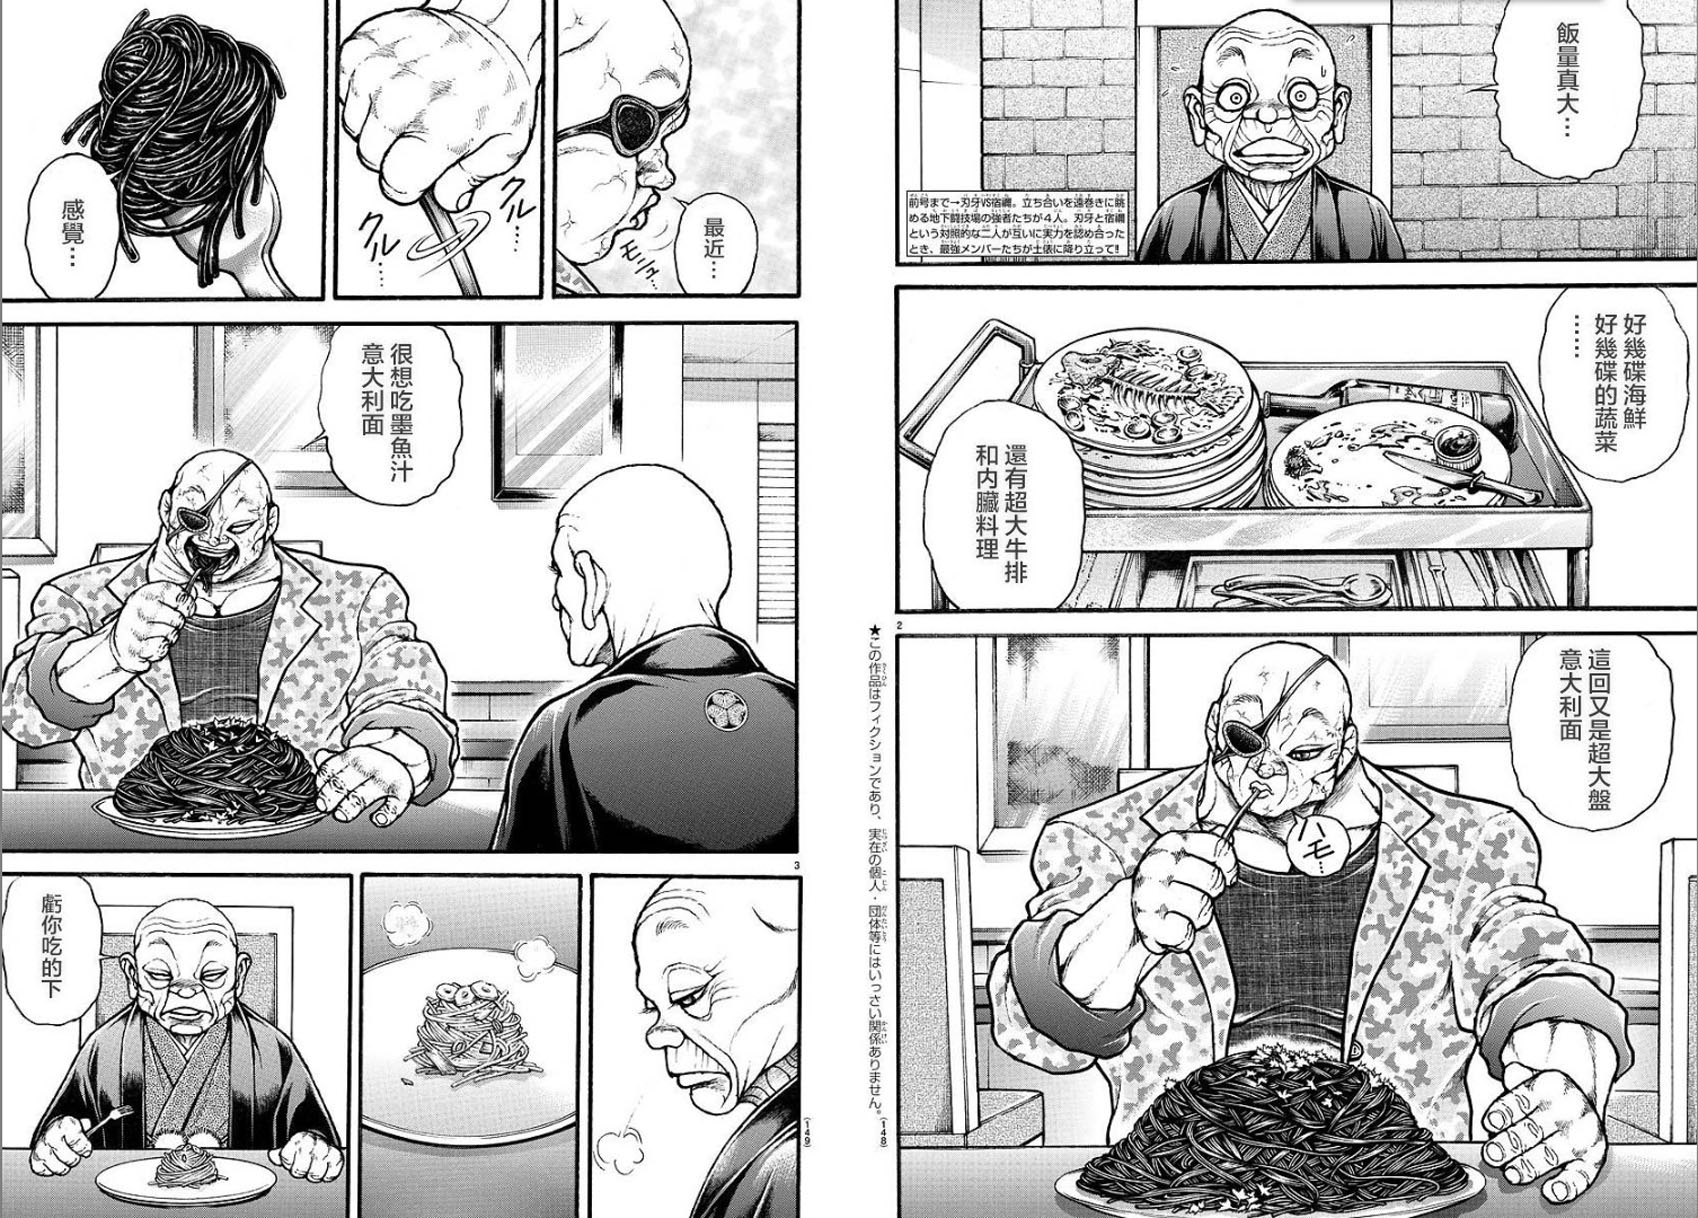 飯量真大…
前号まで→刃牙VS宿禰。立ち合いを遠巻きに眺
める地下闘技場の強者たちが4人。刃牙と宿禰
という対照的な二人が互いに実力を認め合った
とき、最強メンバーたちが土俵に降り立って!!
好幾碟海鮮
好幾碟的蔬菜
……
還有超大牛排
和内臟料理
2
這回又是超大盤
意大利面
ハモ…
★この作品はフィクションであり、実在の個人・団体等にはいっさい関係ありません。
(148)
最近…
モニュ…
クル…
クル…
感覺…
很想吃墨魚汁
意大利面
3
虧你吃的下
(149)